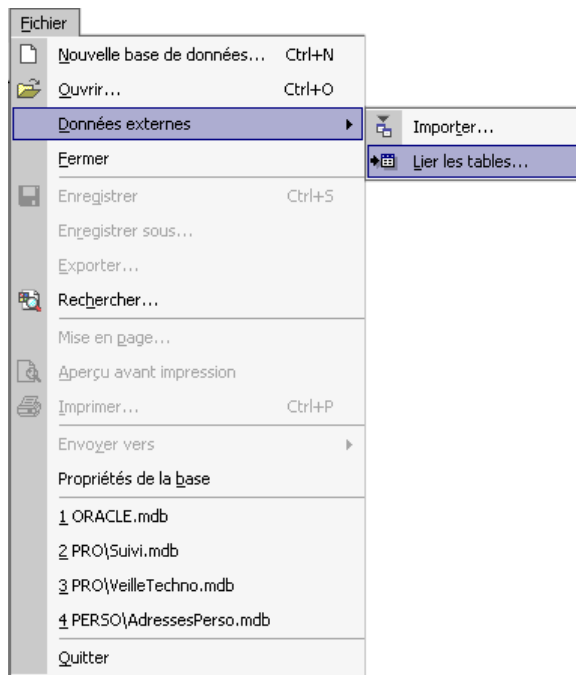 Fichier
Nouvelle base de données... Ctrl+N
Ouvrir... Ctrl+O
Données externes
Importer...
Lier les tables...
Fermer
Enregistrer Ctrl+S
Enregistrer sous...
Exporter...
Rechercher...
Mise en page...
Aperçu avant impression
Imprimer... Ctrl+P
Envoyer vers
Propriétés de la base
1 ORACLE.mdb
2 PRO\Suivi.mdb
3 PRO\VeilleTechno.mdb
4 PERSO\AdressesPerso.mdb
Quitter